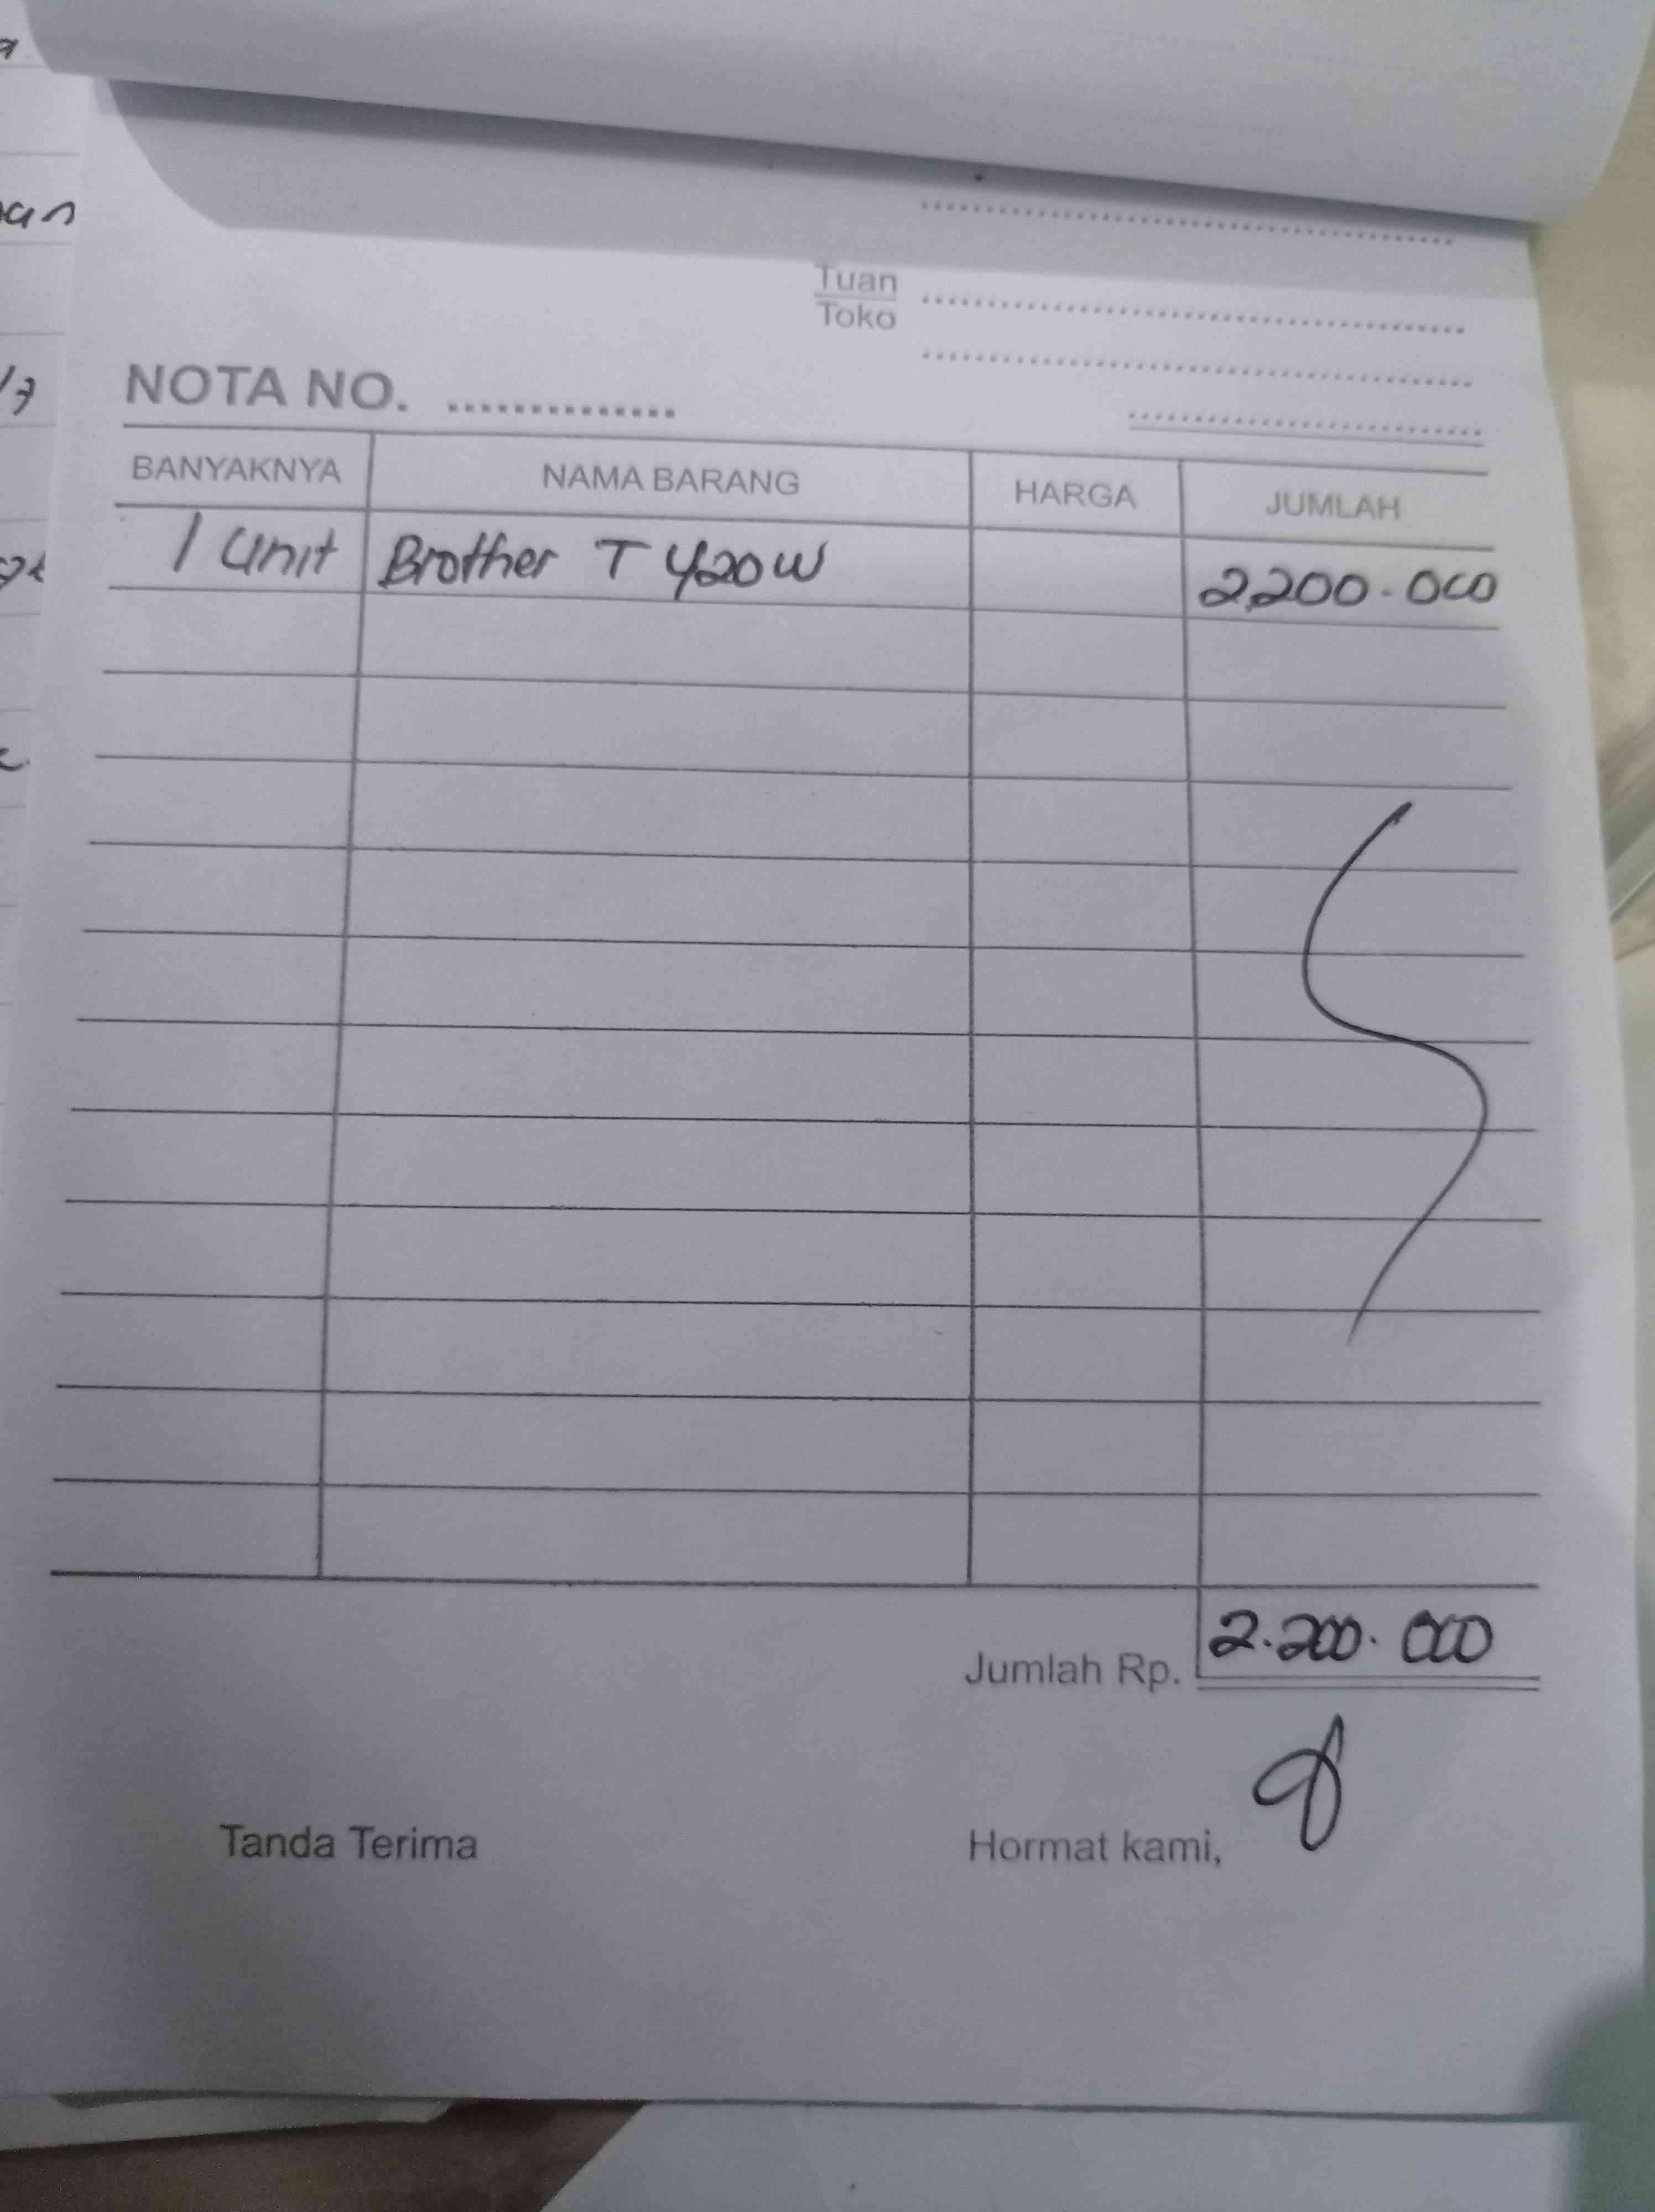 Tuan
Toko
NOTA NO. ..............
BANYAKNYA NAMA BARANG HARGA JUMLAH
1 Unit Brother T 420W 2.200.000
Jumlah Rp. 2.200.000
Tanda Terima Hormat kami,